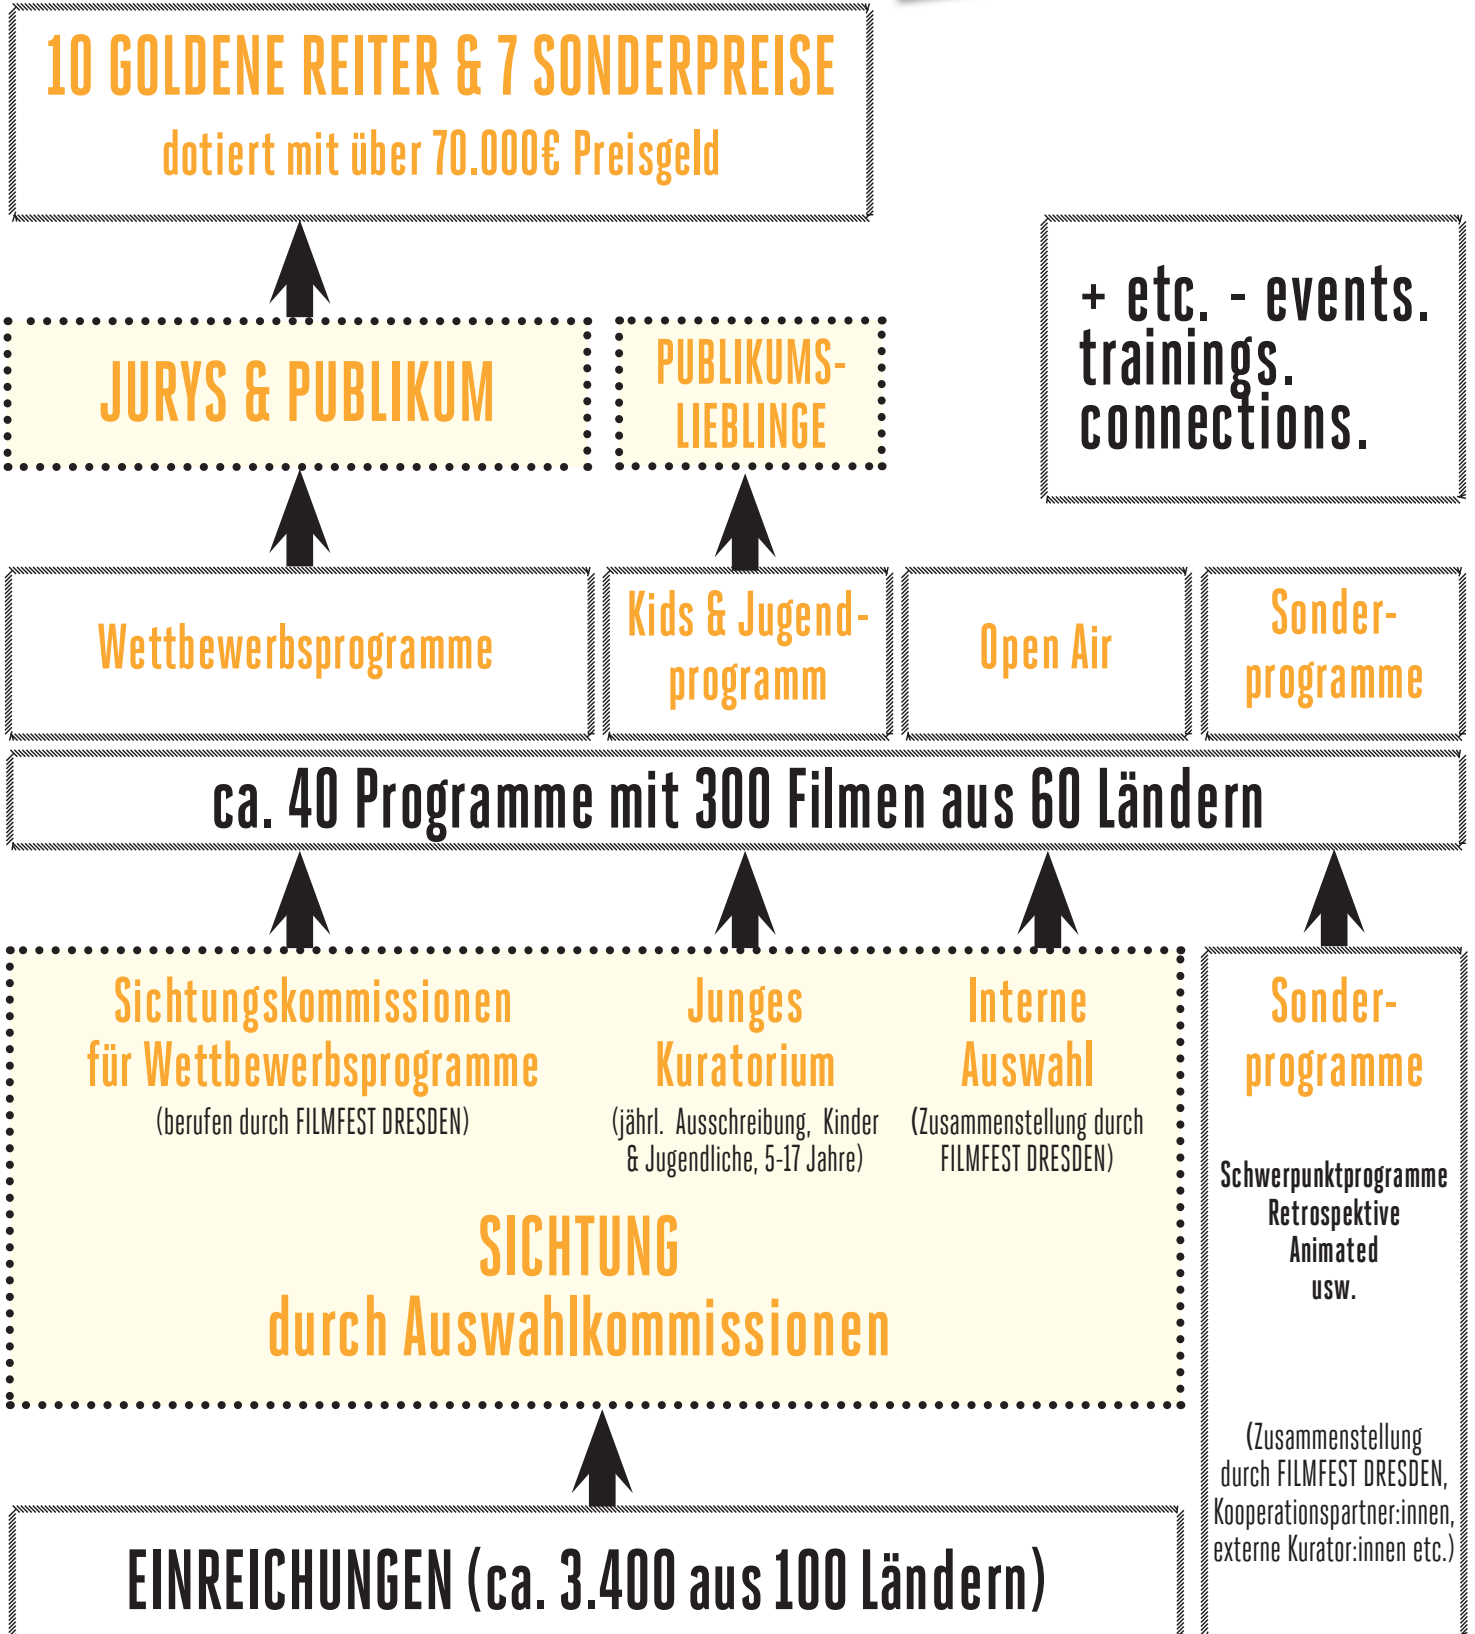 10 GOLDENE REITER & 7 SONDERPREISE
dotiert mit über 70.000€ Preisgeld
+ etc. - events.
trainings.
connections.
JURYS & PUBLIKUM
PUBLIKUMS-
LIEBLINGE
Wettbewerbsprogramme
Kids & Jugend-
programm
Open Air
Sonder-
programme
ca. 40 Programme mit 300 Filmen aus 60 Ländern
Sichtungskommissionen
für Wettbewerbsprogramme
(berufen durch FILMFEST DRESDEN)
Junges
Kuratorium
(jährl. Ausschreibung, Kinder
& Jugendliche, 5-17 Jahre)
Interne
Auswahl
(Zusammenstellung durch
FILMFEST DRESDEN)
SICHTUNG
durch Auswahlkommissionen
Sonder-
programme
Schwerpunktprogramme
Retrospektive
Animated
usw.
(Zusammenstellung
durch FILMFEST DRESDEN,
Kooperationspartner:innen,
externe Kurator:innen etc.)
EINREICHUNGEN (ca. 3.400 aus 100 Ländern)